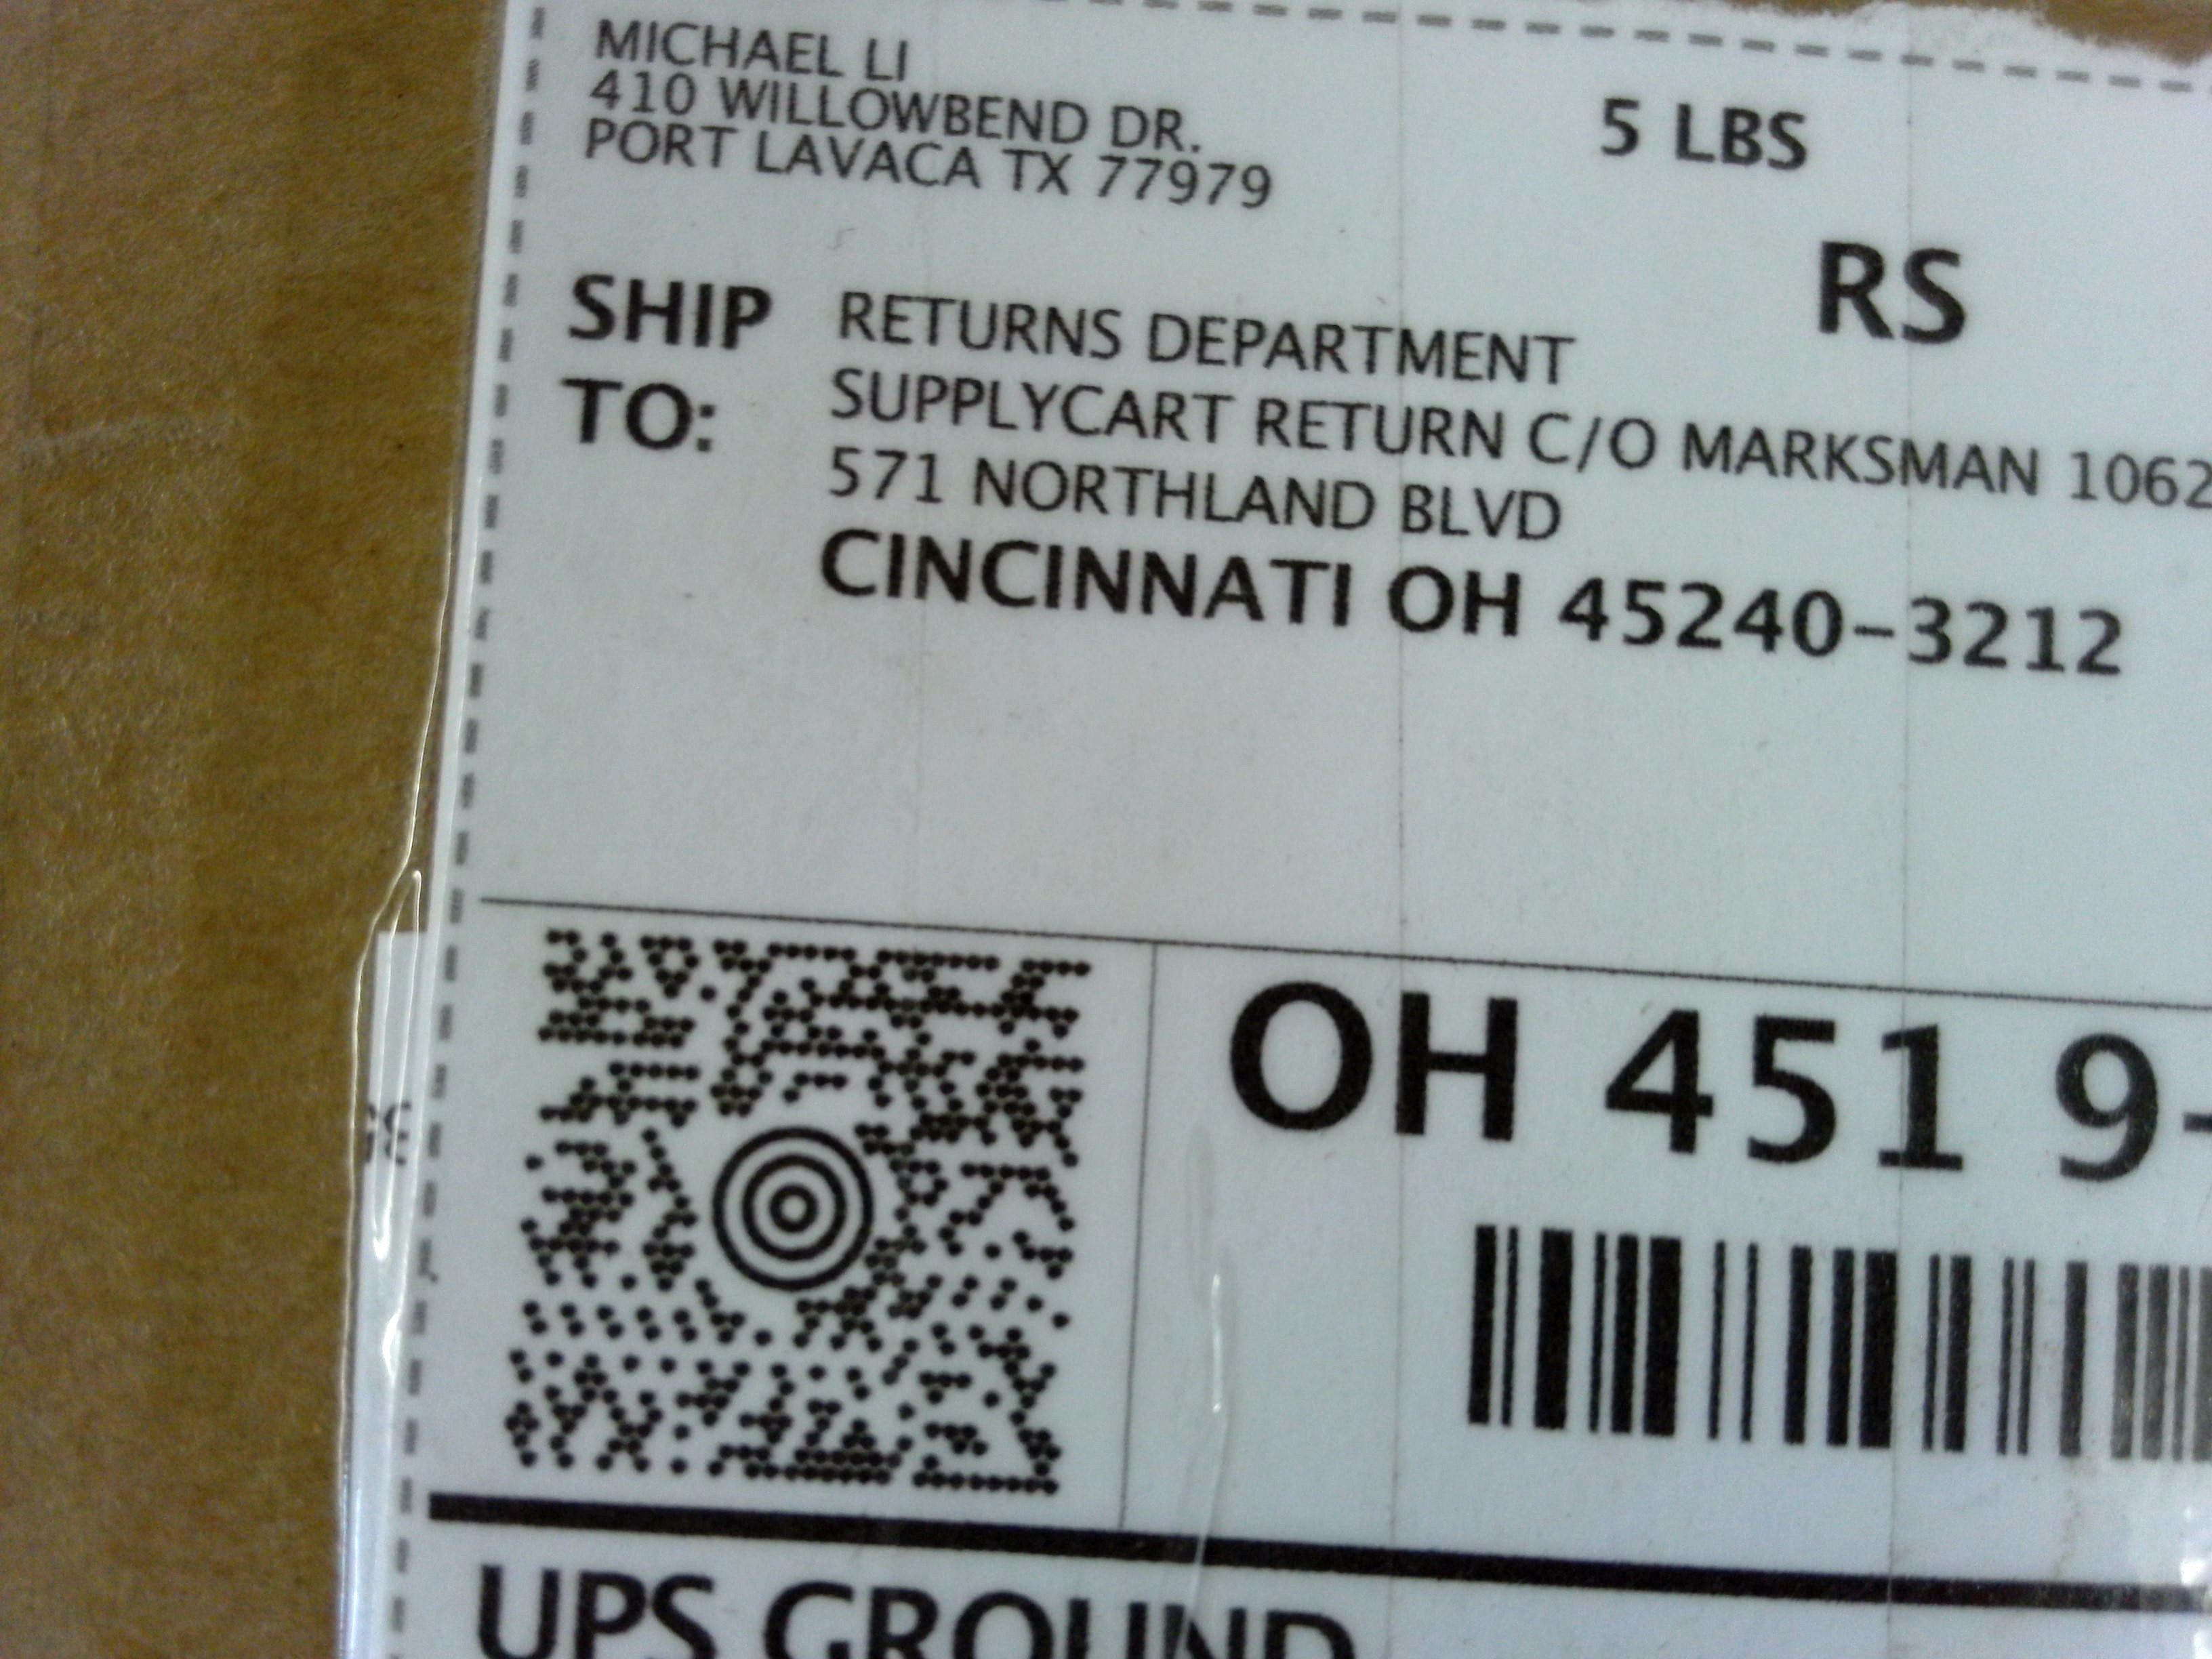 MICHAEL LI
410 WILLOWBEND DR.
PORT LAVACA TX 77979
5 LBS
RS
SHIP TO:
RETURNS DEPARTMENT
SUPPLYCART RETURN C/O MARKSMAN 1062
571 NORTHLAND BLVD
CINCINNATI OH 45240-3212
OH 451 9-
UPS GROUND